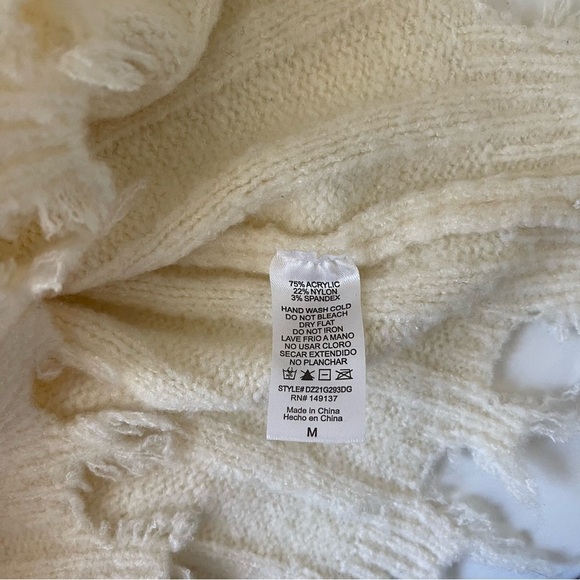 75% ACRYLIC
22% NYLON
3% SPANDEX
HAND WASH COLD
DO NOT BLEACH
DRY FLAT
DO NOT IRON
LAVE FRIO A MANO
NO USAR CLORO
SECAR EXTENDIDO
NO PLANCHAR
STYLE# DZ21G293DG
RN# 149137
Made in China
Hecho en China
M